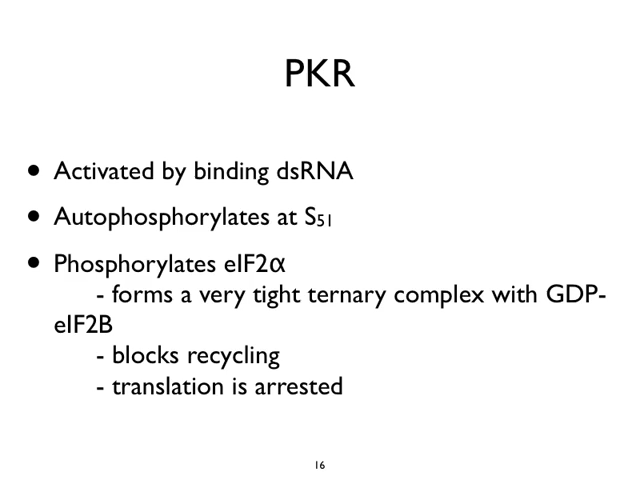 PKR
• Activated by binding dsRNA
• Autophosphorylates at S51
• Phosphorylates eIF2α
- forms a very tight ternary complex with GDP-
eIF2B
- blocks recycling
- translation is arrested
16